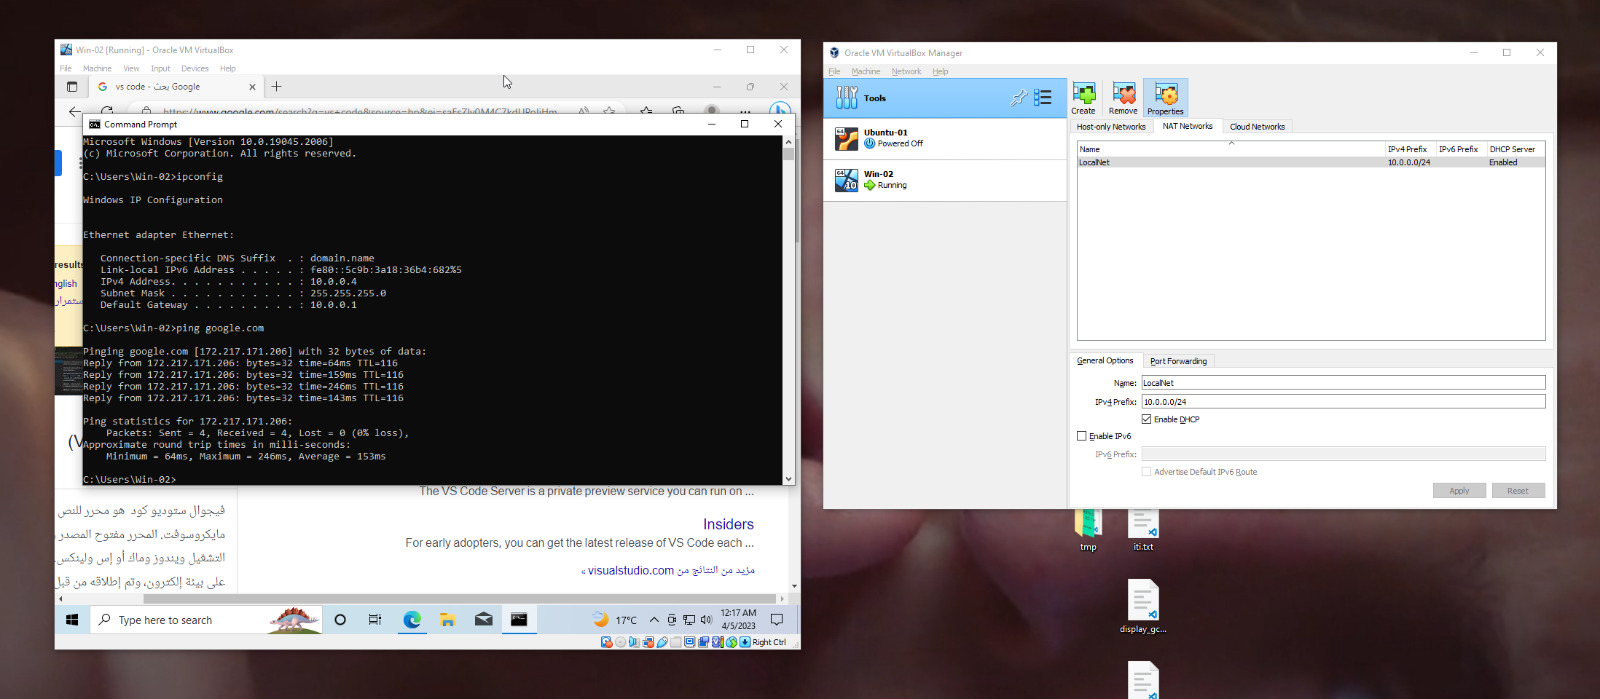 Win-02 [Running] - Oracle VM VirtualBox
File Machine View Input Devices Help
vs code - بحث Google
https://www.google.com/search?q=vs+code
Command Prompt
Microsoft Windows [Version 10.0.19045.2006]
(c) Microsoft Corporation. All rights reserved.
C:\Users\Win-02>ipconfig
Windows IP Configuration
Ethernet adapter Ethernet:
Connection-specific DNS Suffix . : domain.name
Link-local IPv6 Address . . . . . : fe80::5c9b:3a18:36b4:682%5
IPv4 Address. . . . . . . . . . . : 10.0.0.4
Subnet Mask . . . . . . . . . . . : 255.255.255.0
Default Gateway . . . . . . . . . : 10.0.0.1
C:\Users\Win-02>ping google.com
Pinging google.com [172.217.171.206] with 32 bytes of data:
Reply from 172.217.171.206: bytes=32 time=64ms TTL=116
Reply from 172.217.171.206: bytes=32 time=159ms TTL=116
Reply from 172.217.171.206: bytes=32 time=246ms TTL=116
Reply from 172.217.171.206: bytes=32 time=143ms TTL=116
Ping statistics for 172.217.171.206:
Packets: Sent = 4, Received = 4, Lost = 0 (0% loss),
Approximate round trip times in milli-seconds:
Minimum = 64ms, Maximum = 246ms, Average = 153ms
C:\Users\Win-02>
results
nglish
استمرار
(V
The VS Code Server is a private preview service you can run on ...
Insiders
For early adopters, you can get the latest release of VS Code each ...
مزيد من النتائج من visualstudio.com »
فيجوال ستوديو كود هو محرر للنص
مايكروسوفت. المحرر مفتوح المصدر
التشغيل ويندوز وماك أو إس ولينكس.
على بيئة إلكترون، وتم إطلاقه من قبل
Type here to search
17°C
12:17 AM
4/5/2023
Right Ctrl
Oracle VM VirtualBox Manager
File Machine Network Help
Tools
Ubuntu-01
Powered Off
Win-02
Running
Create Remove Properties
Host-only Networks NAT Networks Cloud Networks
Name IPv4 Prefix IPv6 Prefix DHCP Server
LocalNet 10.0.0.0/24 Enabled
General Options Port Forwarding
Name: LocalNet
IPv4 Prefix: 10.0.0.0/24
Enable DHCP
Enable IPv6
IPv6 Prefix:
Advertise Default IPv6 Route
Apply Reset
tmp
iti.txt
display_gc...